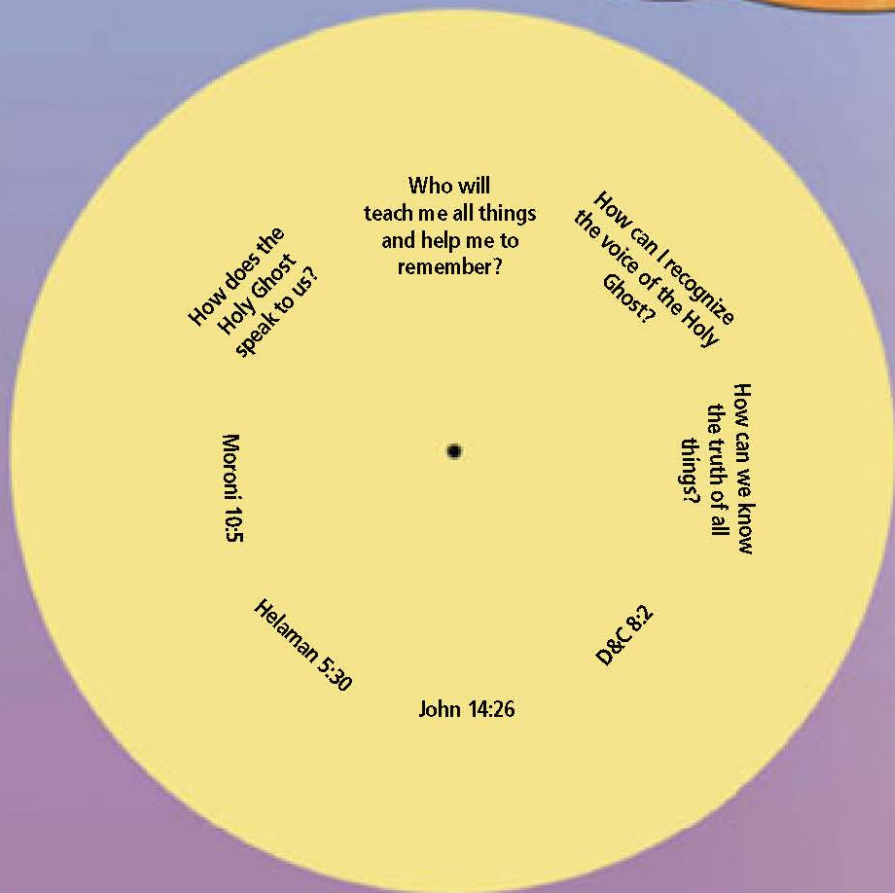 Who will
teach me all things
and help me to
remember?
How can I recognize
the voice of the Holy
Ghost?
How can we know
the truth of all
things?
D&C 8:2
John 14:26
Helaman 5:30
Moroni 10:5
How does the
Holy Ghost
speak to us?